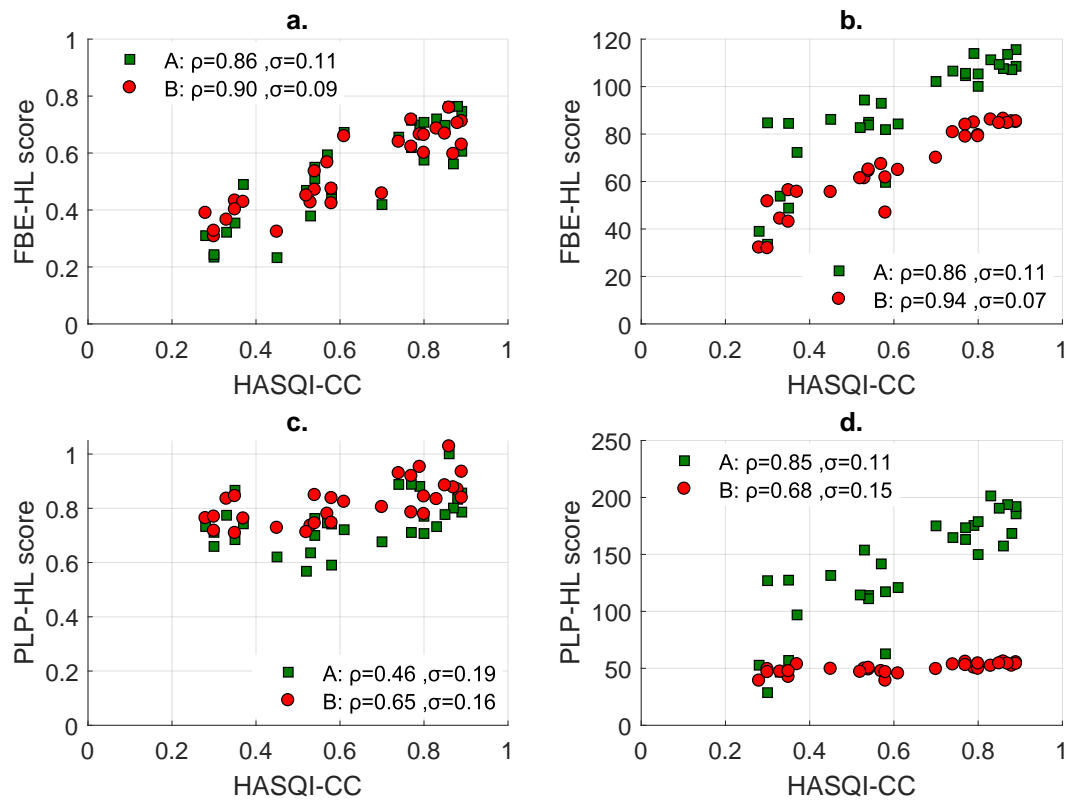 a.
1
0.8
0.6
0.4
0.2
0
FBE-HL score
A: ρ=0.86 ,σ=0.11
B: ρ=0.90 ,σ=0.09
0 0.2 0.4 0.6 0.8 1
HASQI-CC
b.
120
100
80
60
40
20
0
FBE-HL score
A: ρ=0.86 ,σ=0.11
B: ρ=0.94 ,σ=0.07
0 0.2 0.4 0.6 0.8 1
HASQI-CC
c.
1
0.8
0.6
0.4
0.2
0
PLP-HL score
A: ρ=0.46 ,σ=0.19
B: ρ=0.65 ,σ=0.16
0 0.2 0.4 0.6 0.8 1
HASQI-CC
d.
250
200
150
100
50
0
PLP-HL score
A: ρ=0.85 ,σ=0.11
B: ρ=0.68 ,σ=0.15
0 0.2 0.4 0.6 0.8 1
HASQI-CC